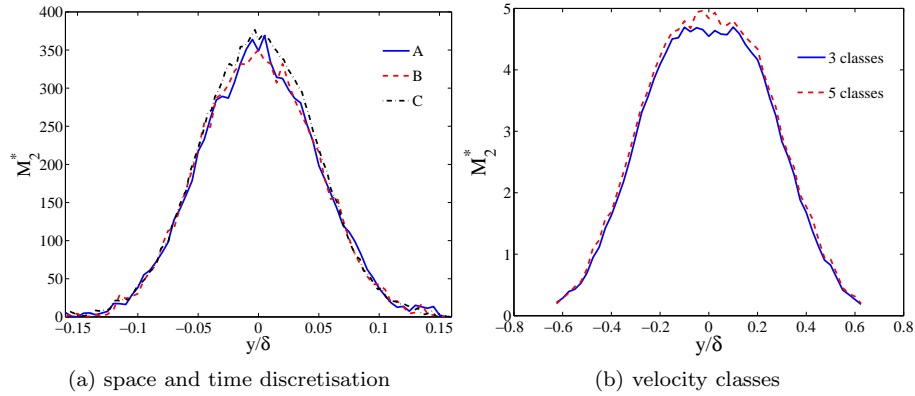 400
350
300
250
200
150
100
50
0
M*2
−0.15 −0.1 −0.05 0 0.05 0.1 0.15
y/δ
A
B
C
(a) space and time discretisation
5
4
3
2
1
0
M*2
−0.8 −0.6 −0.4 −0.2 0 0.2 0.4 0.6 0.8
y/δ
3 classes
5 classes
(b) velocity classes